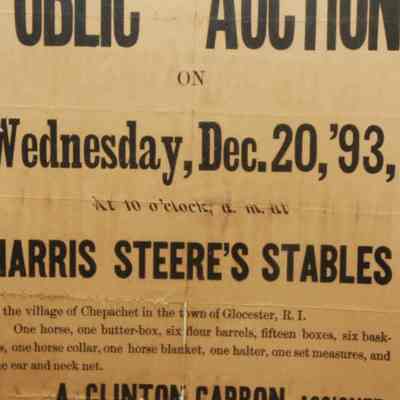 UBLIC AUCTION
ON
Wednesday, Dec. 20, '93,
At 10 o'clock, a. m. at
HARRIS STEERE'S STABLES
the village of Chepachet in the town of Glocester, R. I.
One horse, one butter-box, six flour barrels, fifteen boxes, six bask-
s, one horse collar, one horse blanket, one halter, one set measures, and
e ear and neck net.
A. CLINTON CARRON, ASSIGNEE